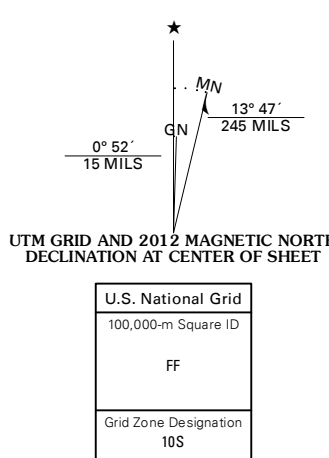 ★
MN
GN
13° 47´
245 MILS
0° 52´
15 MILS
UTM GRID AND 2012 MAGNETIC NORTH
DECLINATION AT CENTER OF SHEET
U.S. National Grid
100,000-m Square ID
FF
Grid Zone Designation
10S